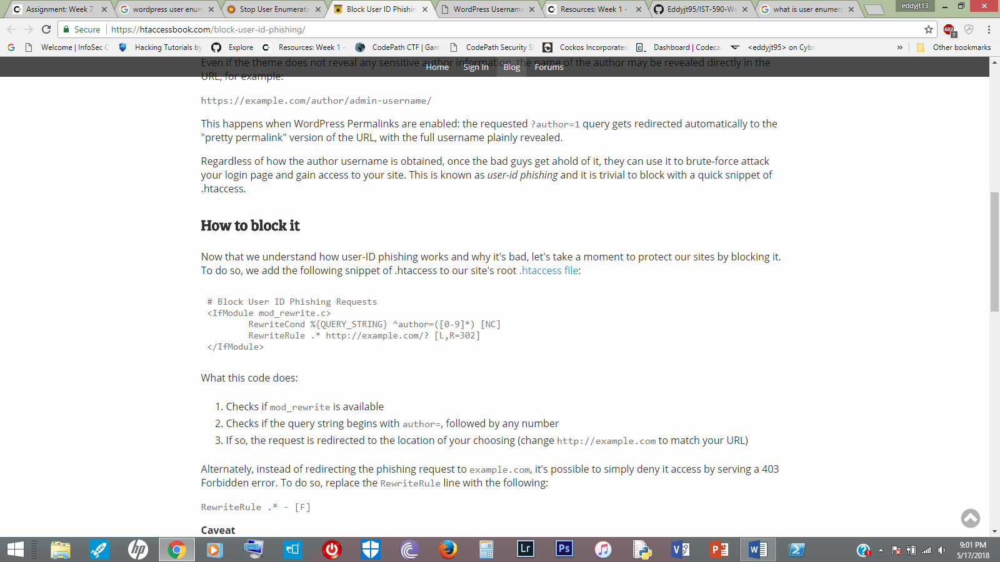 eddyjt13
Assignment: Week 7
wordpress user enum
Stop User Enumeratio
Block User ID Phishin
WordPress Username
Resources: Week 1 -
Eddyjt95/IST-590-We
what is user enumera
Secure
https://htaccessbook.com/block-user-id-phishing/
ABP
7
Welcome | InfoSec C
Hacking Tutorials by
Explore
Resources: Week 1 -
CodePath CTF | Gam
CodePath Security S
Cockos Incorporated
Dashboard | Codeca
<eddyjt95> on Cybr
»
Other bookmarks
Even if the theme does not reveal any sensitive author information, the name of the author may be revealed directly in the
Home Sign In Blog Forums
URL, for example:
https://example.com/author/admin-username/
This happens when WordPress Permalinks are enabled: the requested ?author=1 query gets redirected automatically to the
"pretty permalink" version of the URL, with the full username plainly revealed.
Regardless of how the author username is obtained, once the bad guys get ahold of it, they can use it to brute-force attack
your login page and gain access to your site. This is known as user-id phishing and it is trivial to block with a quick snippet of
.htaccess.
How to block it
Now that we understand how user-ID phishing works and why it's bad, let's take a moment to protect our sites by blocking it.
To do so, we add the following snippet of .htaccess to our site's root .htaccess file:
# Block User ID Phishing Requests
<IfModule mod_rewrite.c>
RewriteCond %{QUERY_STRING} ^author=([0-9]*) [NC]
RewriteRule .* http://example.com/? [L,R=302]
</IfModule>
What this code does:
1. Checks if mod_rewrite is available
2. Checks if the query string begins with author=, followed by any number
3. If so, the request is redirected to the location of your choosing (change http://example.com to match your URL)
Alternately, instead of redirecting the phishing request to example.com, it's possible to simply deny it access by serving a 403
Forbidden error. To do so, replace the RewriteRule line with the following:
RewriteRule .* - [F]
Caveat
hp
Lr
Ps
9:01 PM
5/17/2018